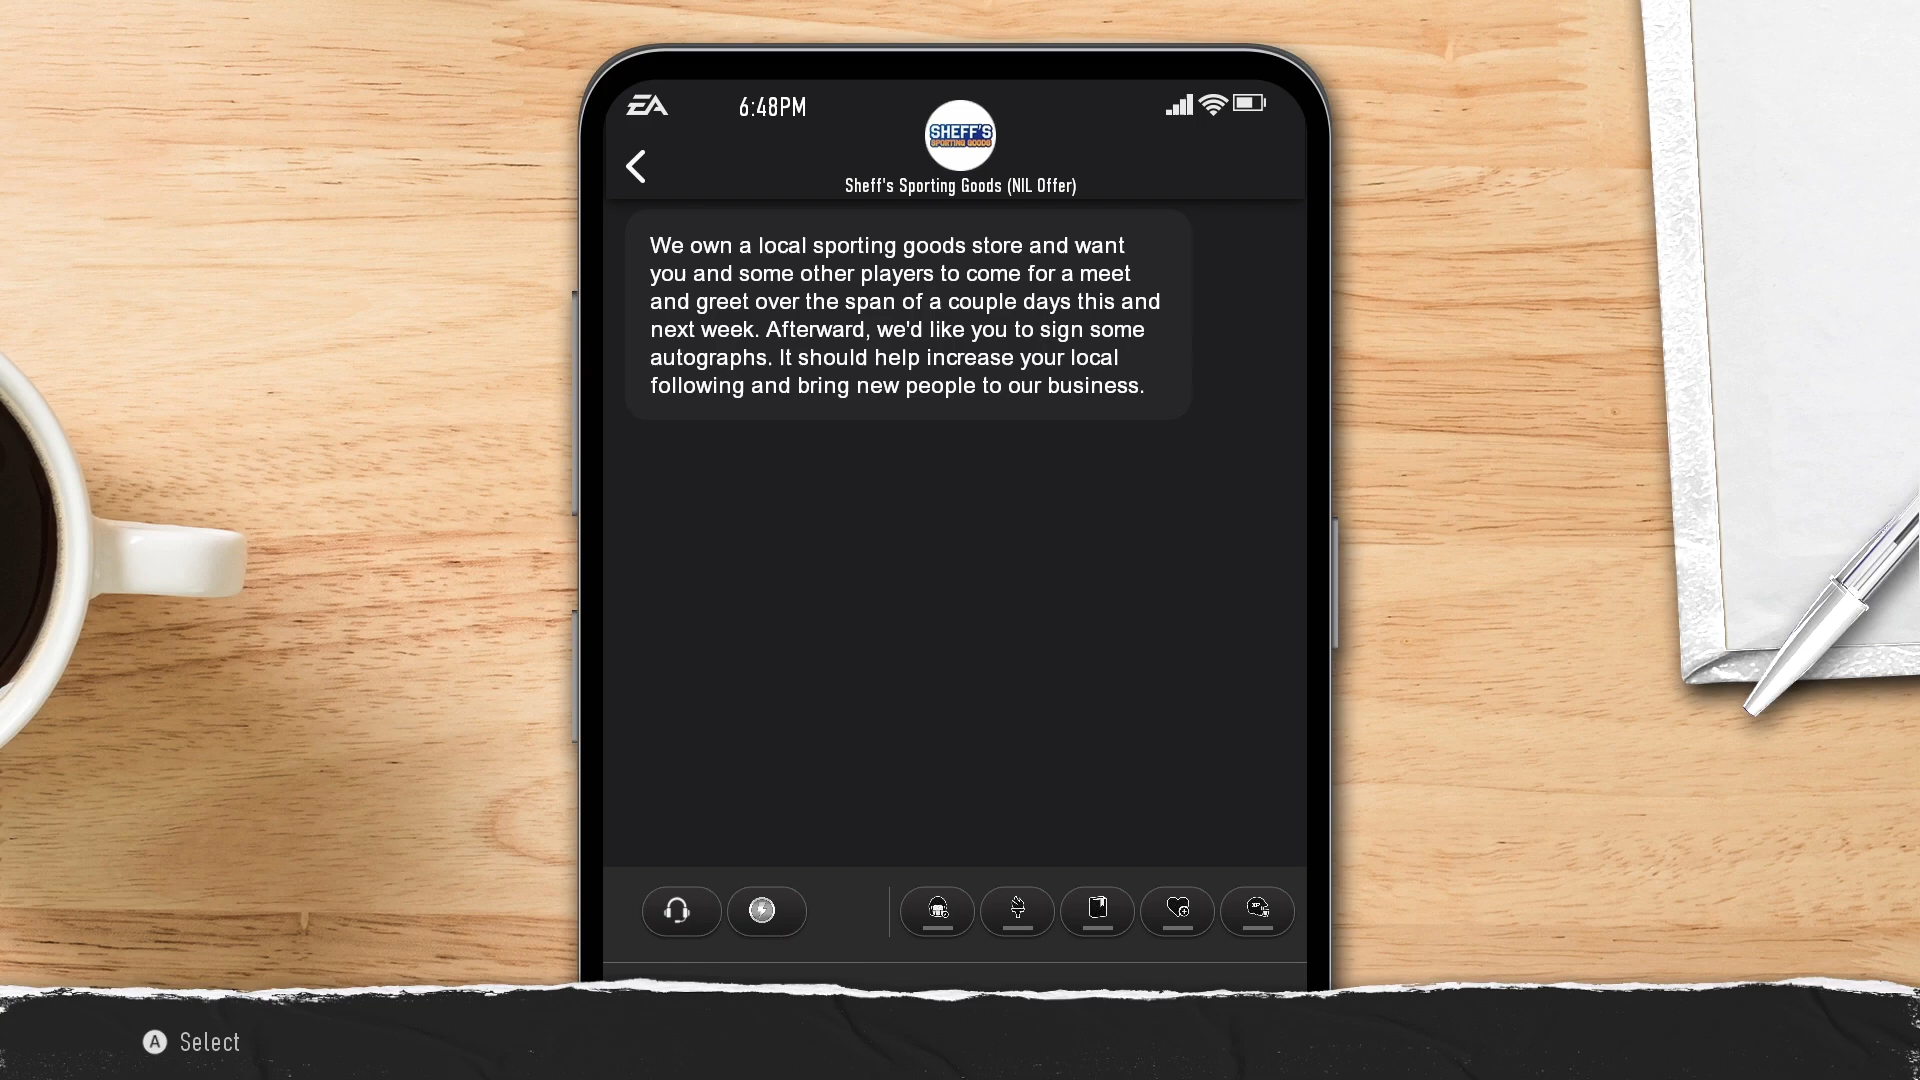 EA
6:48PM
SHEFF'S
SPORTING GOODS
Sheff's Sporting Goods (NIL Offer)
We own a local sporting goods store and want
you and some other players to come for a meet
and greet over the span of a couple days this and
next week. Afterward, we'd like you to sign some
autographs. It should help increase your local
following and bring new people to our business.
XP
A Select